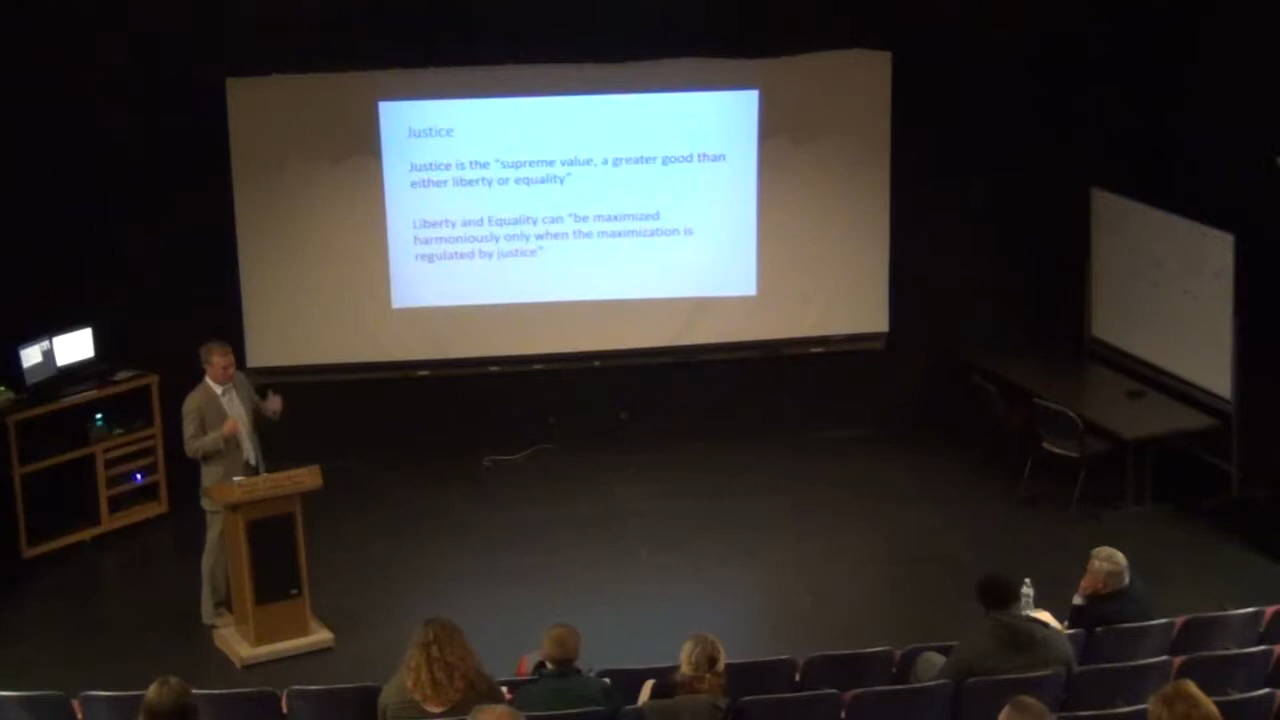 Justice
Justice is the “supreme value, a greater good than
either liberty or equality”
Liberty and Equality can “be maximized
harmoniously only when the maximization is
regulated by justice”